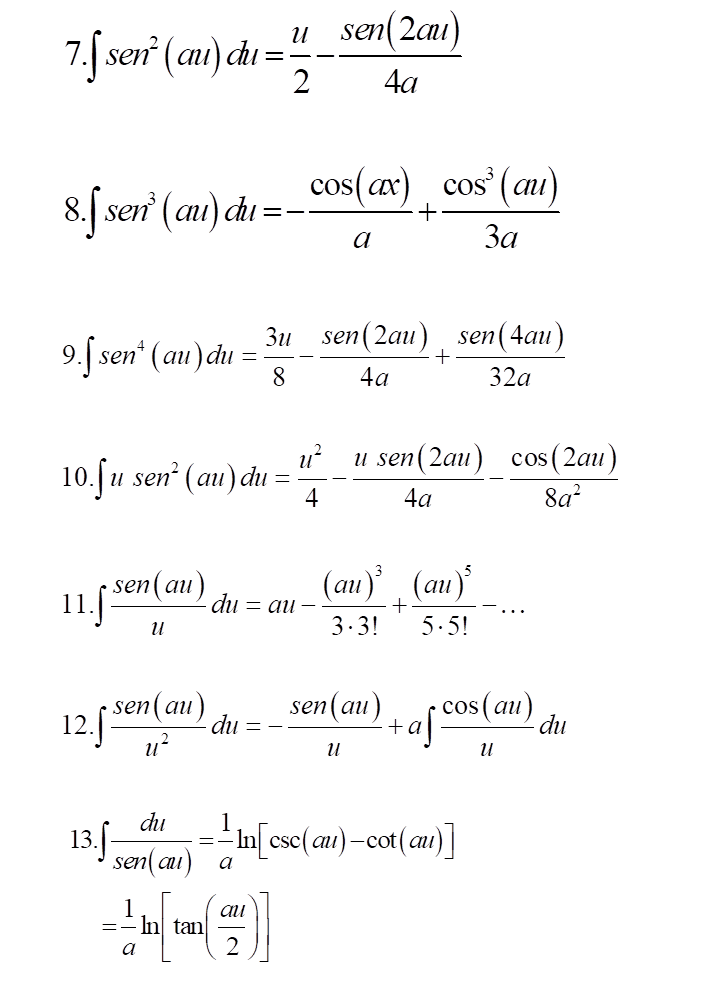 7. ∫ sen²(au) du = u/2 − sen(2au)/4a
8. ∫ sen³(au) du = − cos(ax)/a + cos³(au)/3a
9. ∫ sen⁴(au) du = 3u/8 − sen(2au)/4a + sen(4au)/32a
10. ∫ u sen²(au) du = u²/4 − u sen(2au)/4a − cos(2au)/8a²
11. ∫ sen(au)/u du = au − (au)³/3·3! + (au)⁵/5·5! − …
12. ∫ sen(au)/u² du = − sen(au)/u + a ∫ cos(au)/u du
13. ∫ du/sen(au) = 1/a ln[csc(au)−cot(au)]
= 1/a ln[tan(au/2)]